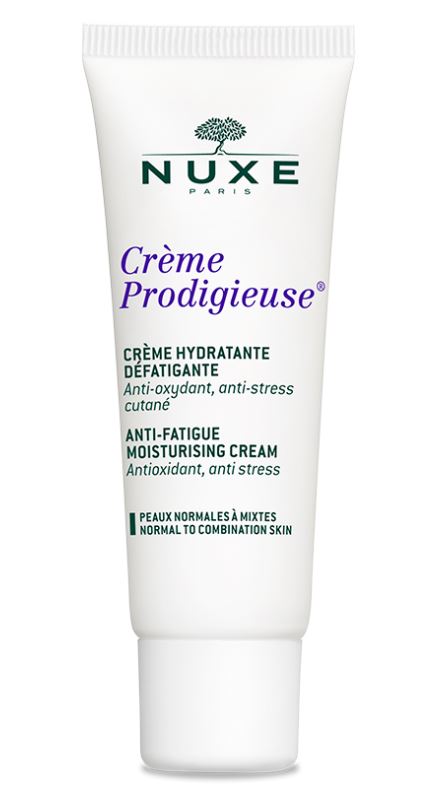 NUXE
PARIS
Crème
Prodigieuse®
CRÈME HYDRATANTE
DÉFATIGANTE
Anti-oxydant, anti-stress
cutané
ANTI-FATIGUE
MOISTURISING CREAM
Antioxidant, anti stress
PEAUX NORMALES À MIXTES
NORMAL TO COMBINATION SKIN